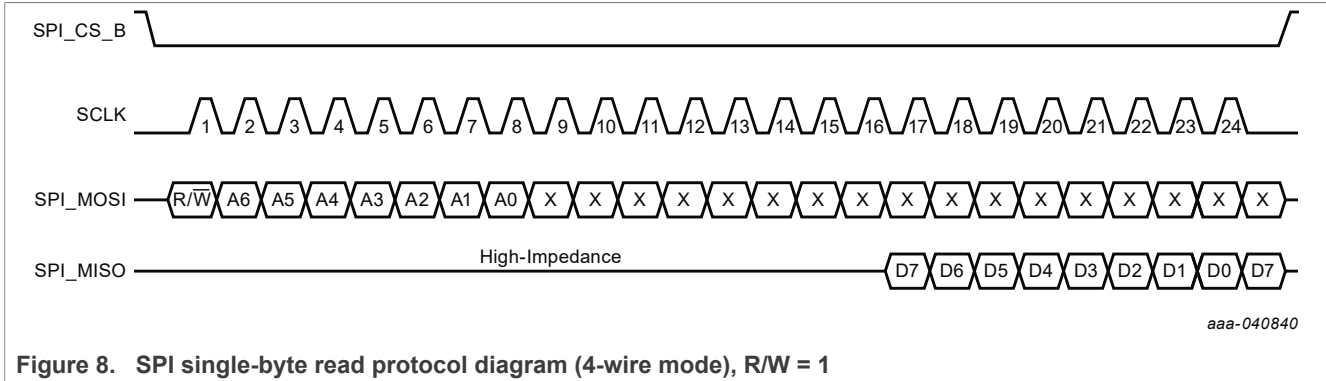 SPI_CS_B
SCLK
1 2 3 4 5 6 7 8 9 10 11 12 13 14 15 16 17 18 19 20 21 22 23 24
SPI_MOSI R/W̅ A6 A5 A4 A3 A2 A1 A0 X X X X X X X X X X X X X X X X X
High-Impedance
SPI_MISO D7 D6 D5 D4 D3 D2 D1 D0 D7
aaa-040840
Figure 8. SPI single-byte read protocol diagram (4-wire mode), R/W = 1